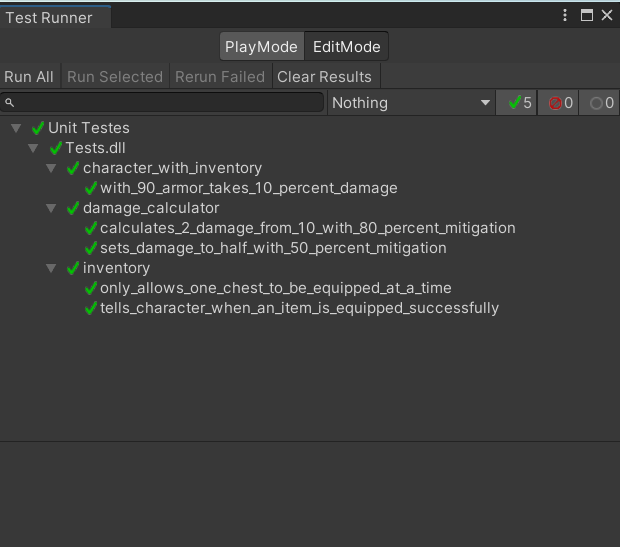 Test Runner
PlayMode EditMode
Run All Run Selected Rerun Failed Clear Results
Nothing 5 0 0
Unit Testes
Tests.dll
character_with_inventory
with_90_armor_takes_10_percent_damage
damage_calculator
calculates_2_damage_from_10_with_80_percent_mitigation
sets_damage_to_half_with_50_percent_mitigation
inventory
only_allows_one_chest_to_be_equipped_at_a_time
tells_character_when_an_item_is_equipped_successfully